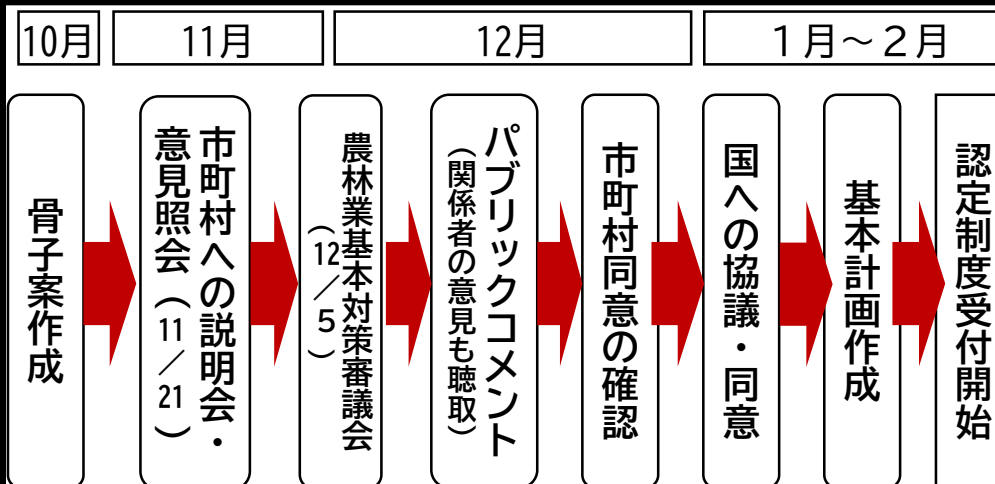 10月
11月
12月
１月～２月
骨子案作成
市町村への説明会・
意見照会（11／21）
農林業基本対策審議会
（12／５）
パブリックコメント
（関係者の意見も聴取）
市町村同意の確認
国への協議・同意
基本計画作成
認定制度受付開始